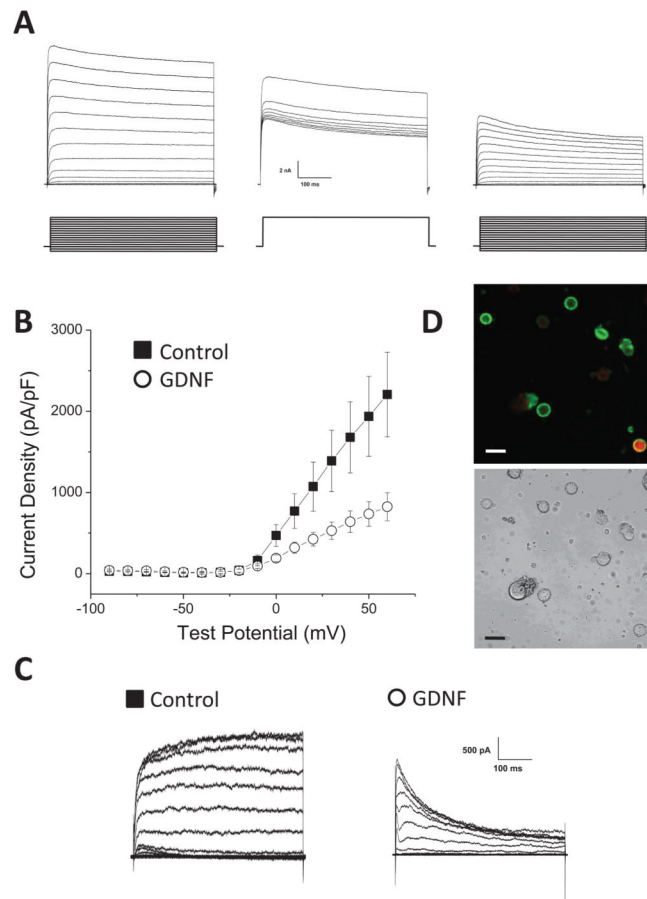 A
2 nA
100 ms
B
3000
2000
1000
0
Current Density (pA/pF)
Control
GDNF
-100
-50
0
50
Test Potential (mV)
D
C
Control
GDNF
500 pA
100 ms